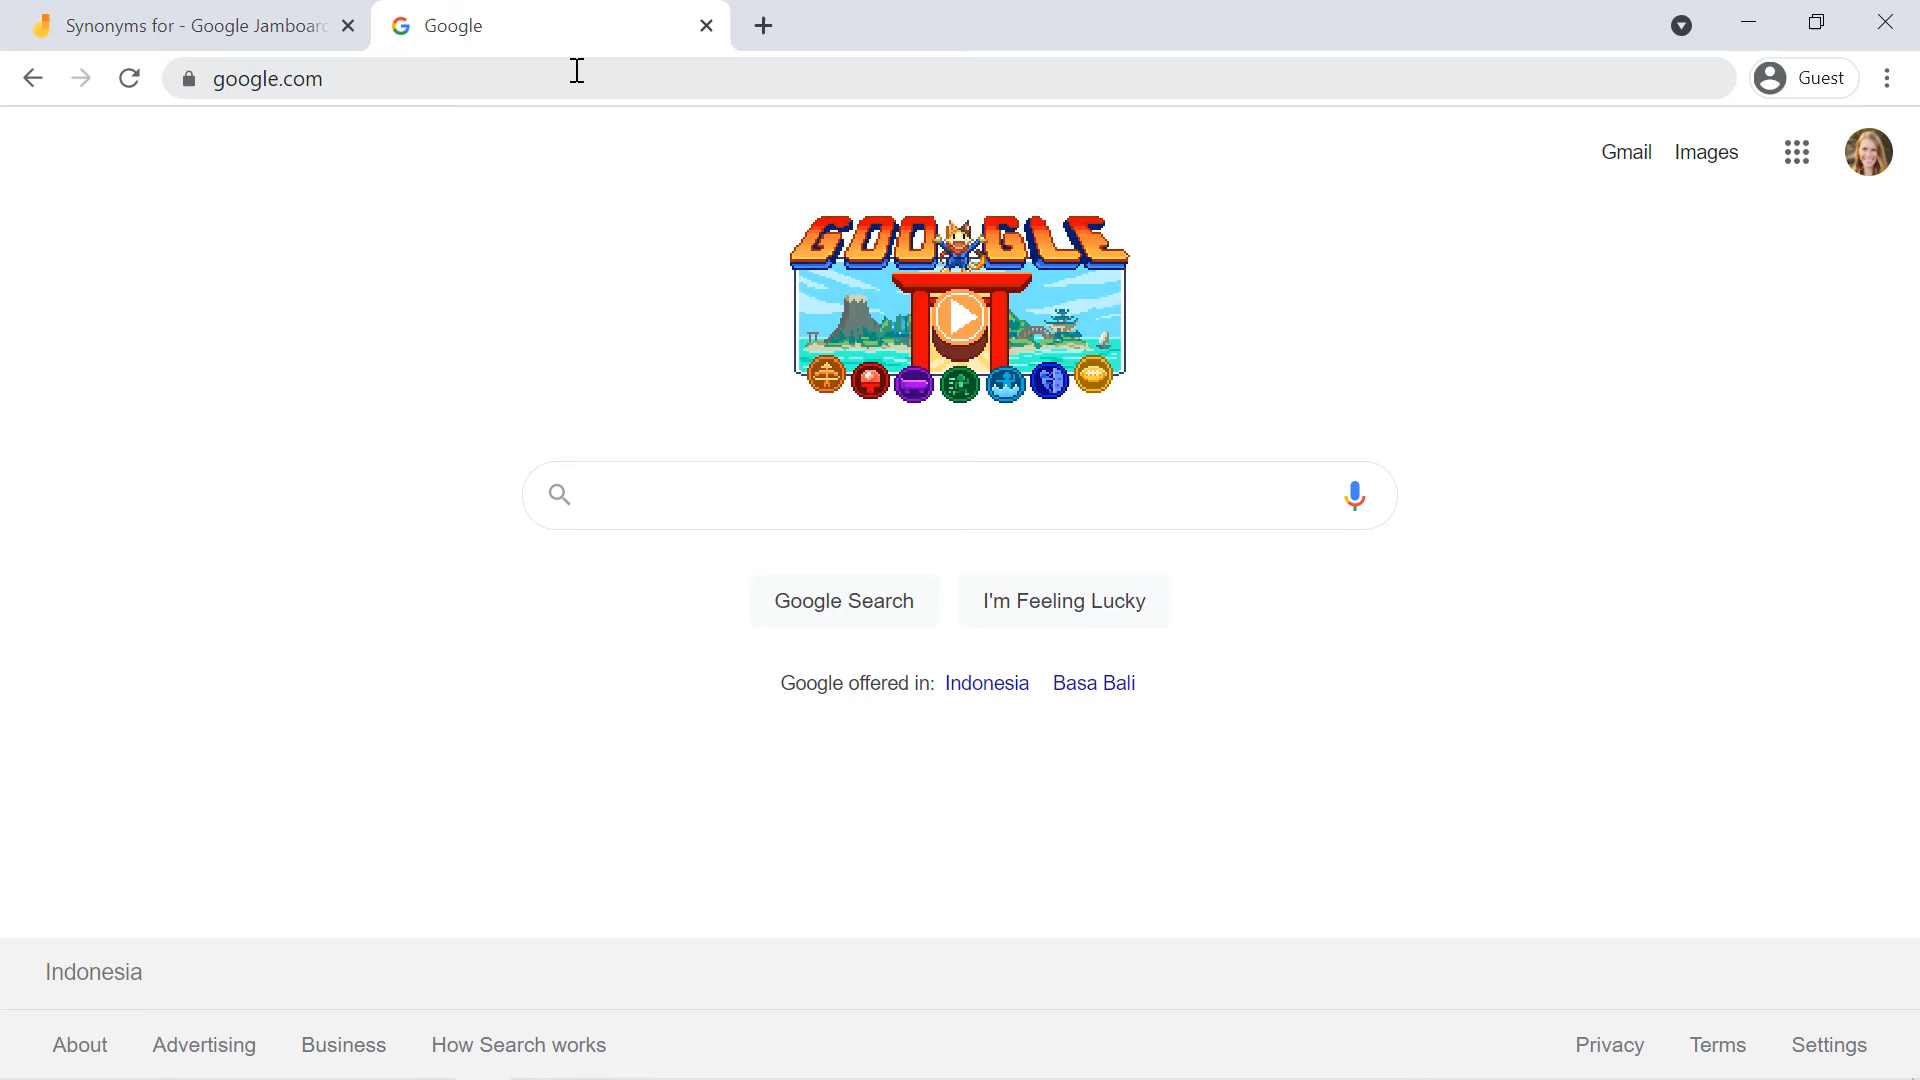 Synonyms for - Google Jamboard
Google
google.com
Guest
Gmail Images
GOOGLE
Google Search
I'm Feeling Lucky
Google offered in: Indonesia Basa Bali
Indonesia
About Advertising Business How Search works
Privacy Terms Settings